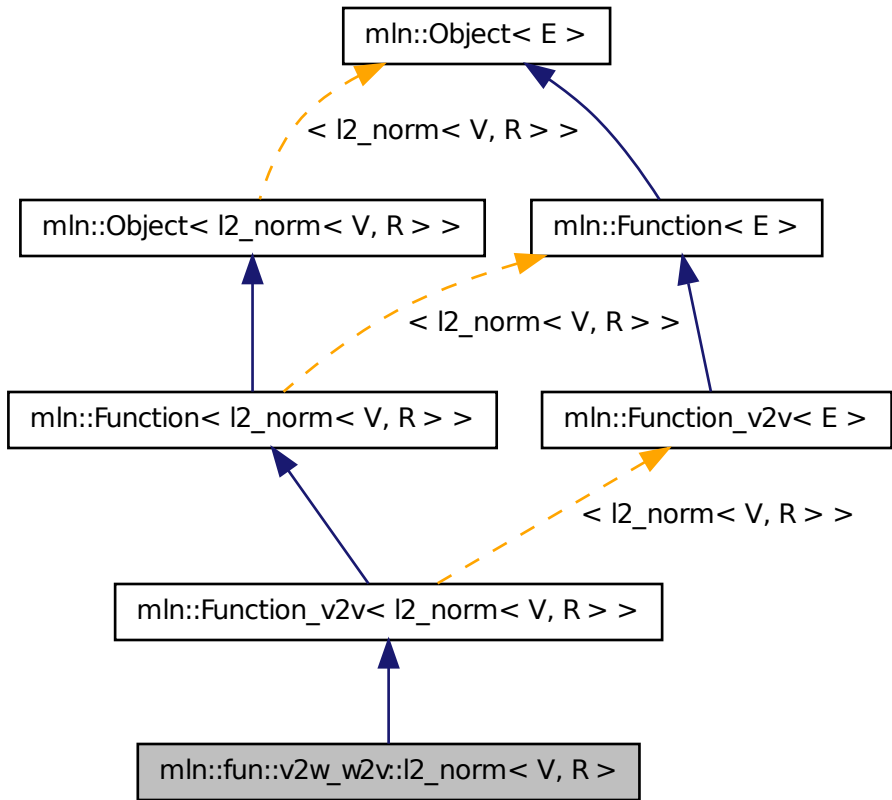 mln::Object< E >
< l2_norm< V, R > >
mln::Object< l2_norm< V, R > >
mln::Function< E >
< l2_norm< V, R > >
mln::Function< l2_norm< V, R > >
mln::Function_v2v< E >
< l2_norm< V, R > >
mln::Function_v2v< l2_norm< V, R > >
mln::fun::v2w_w2v::l2_norm< V, R >